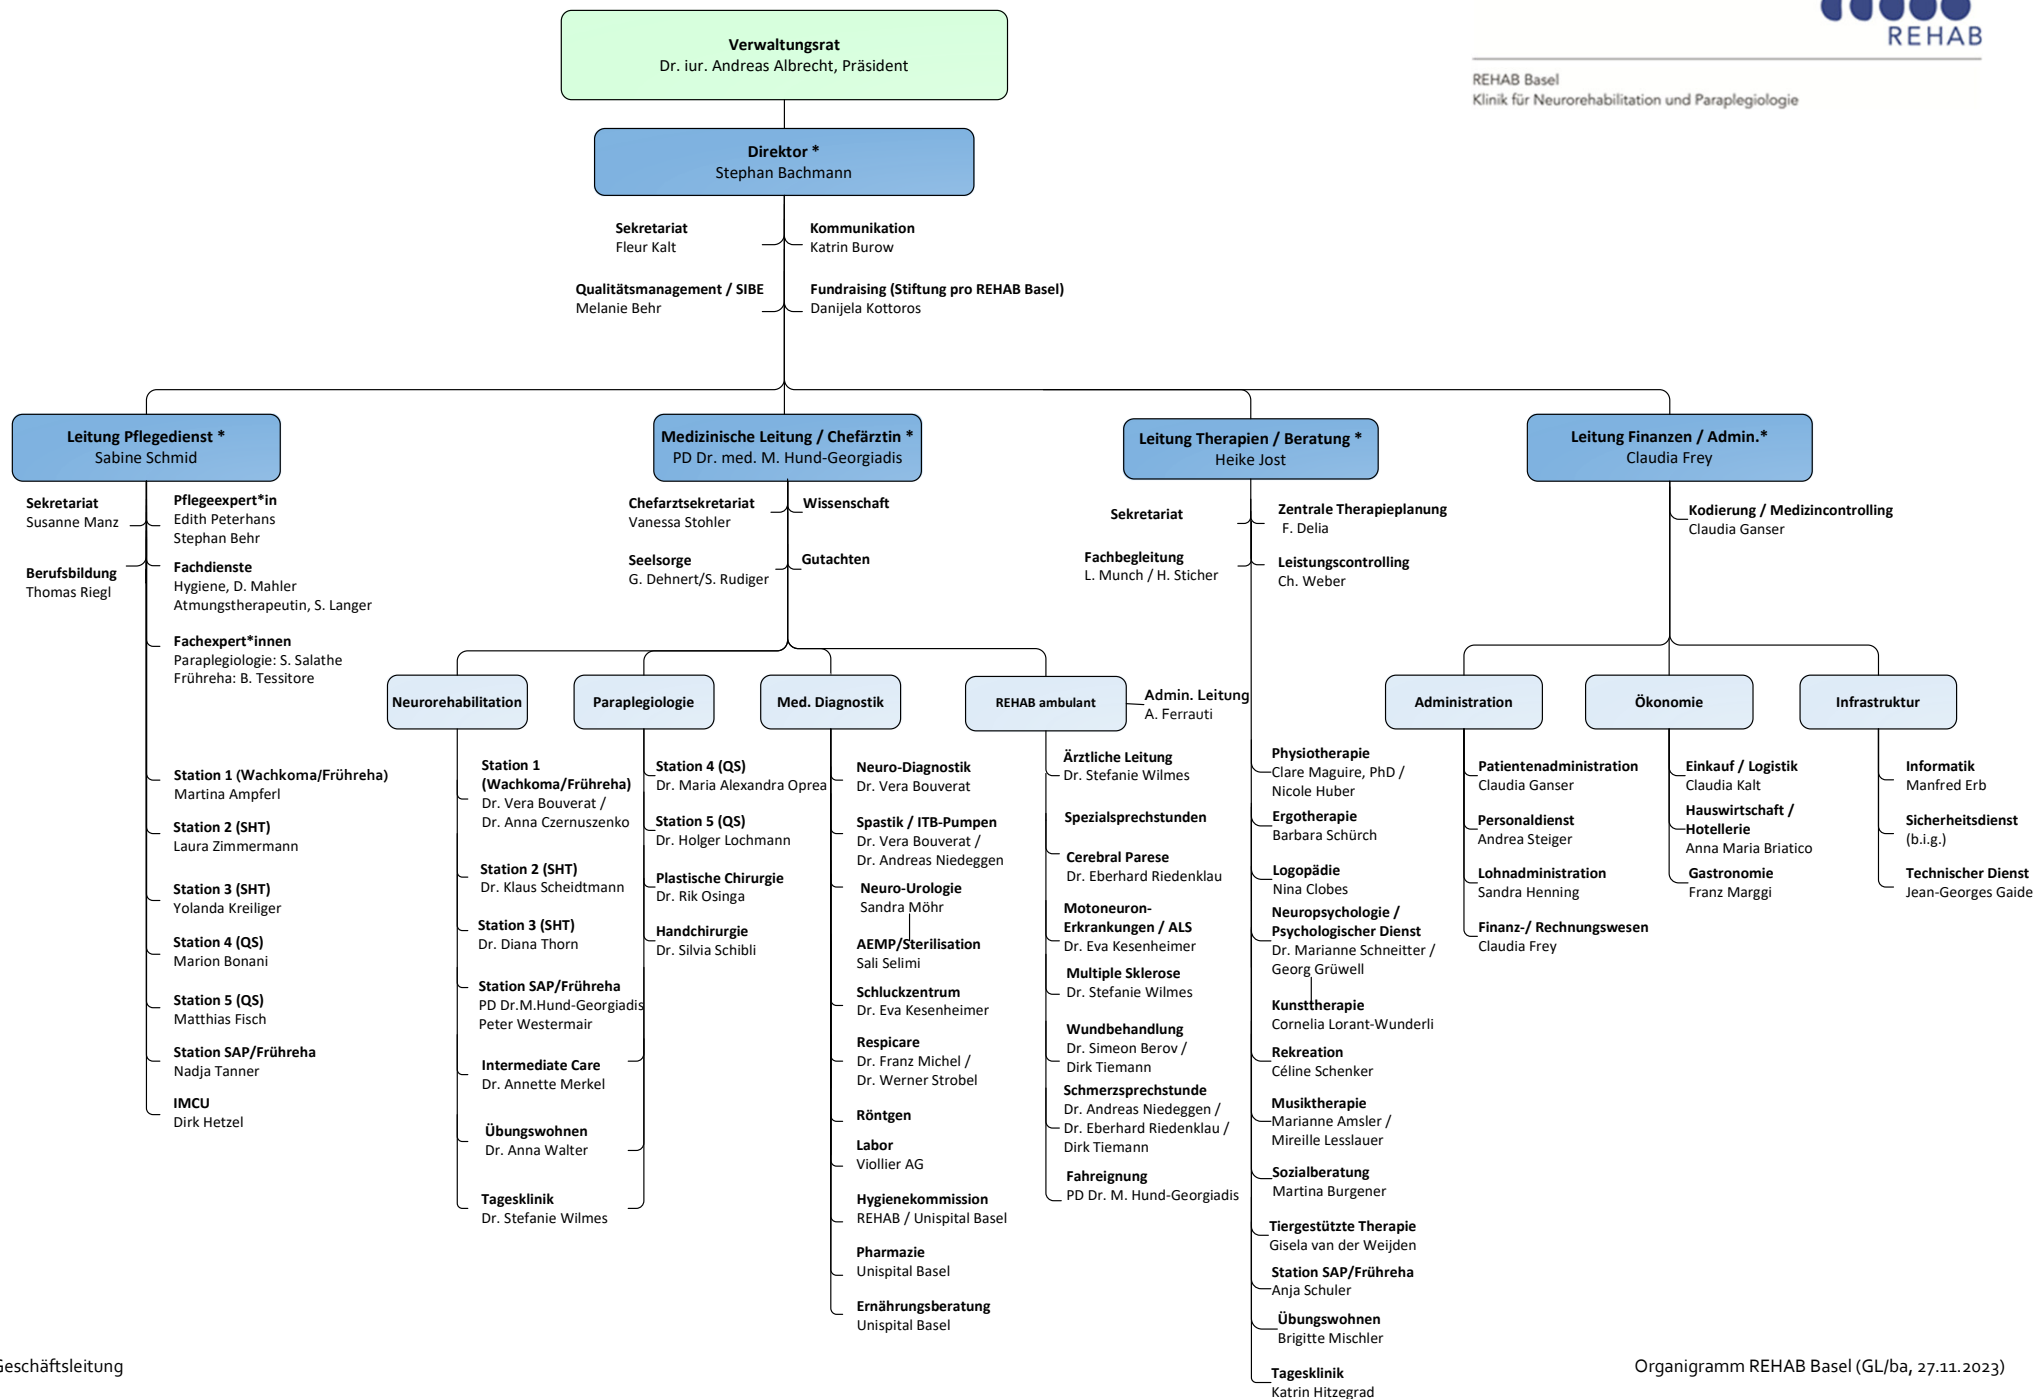 REHAB
REHAB Basel
Klinik für Neurorehabilitation und Paraplegiologie
Verwaltungsrat
Dr. iur. Andreas Albrecht, Präsident
Direktor *
Stephan Bachmann
Sekretariat
Fleur Kalt
Kommunikation
Katrin Burow
Qualitätsmanagement / SIBE
Melanie Behr
Fundraising (Stiftung pro REHAB Basel)
Danijela Kottoros
Leitung Pflegedienst *
Sabine Schmid
Sekretariat
Susanne Manz
Pflegeexpert*in
Edith Peterhans
Stephan Behr
Berufsbildung
Thomas Riegl
Fachdienste
Hygiene, D. Mahler
Atmungstherapeutin, S. Langer
Fachexpert*innen
Paraplegiologie: S. Salathe
Frühreha: B. Tessitore
Station 1 (Wachkoma/Frühreha)
Martina Ampferl
Station 2 (SHT)
Laura Zimmermann
Station 3 (SHT)
Yolanda Kreiliger
Station 4 (QS)
Marion Bonani
Station 5 (QS)
Matthias Fisch
Station SAP/Frühreha
Nadja Tanner
IMCU
Dirk Hetzel
Medizinische Leitung / Chefärztin *
PD Dr. med. M. Hund-Georgiadis
Chefarztsekretariat
Vanessa Stohler
Wissenschaft
Seelsorge
G. Dehnert/S. Rudiger
Gutachten
Neurorehabilitation
Station 1
(Wachkoma/Frühreha)
Dr. Vera Bouverat /
Dr. Anna Czernuszenko
Station 2 (SHT)
Dr. Klaus Scheidtmann
Station 3 (SHT)
Dr. Diana Thorn
Station SAP/Frühreha
PD Dr.M.Hund-Georgiadis
Peter Westermair
Intermediate Care
Dr. Annette Merkel
Übungswohnen
Dr. Anna Walter
Tagesklinik
Dr. Stefanie Wilmes
Paraplegiologie
Station 4 (QS)
Dr. Maria Alexandra Oprea
Station 5 (QS)
Dr. Holger Lochmann
Plastische Chirurgie
Dr. Rik Osinga
Handchirurgie
Dr. Silvia Schibli
Med. Diagnostik
Neuro-Diagnostik
Dr. Vera Bouverat
Spastik / ITB-Pumpen
Dr. Vera Bouverat /
Dr. Andreas Niedeggen
Neuro-Urologie
Sandra Möhr
AEMP/Sterilisation
Sali Selimi
Schluckzentrum
Dr. Eva Kesenheimer
Respicare
Dr. Franz Michel /
Dr. Werner Strobel
Röntgen
Labor
Viollier AG
Hygienekommission
REHAB / Unispital Basel
Pharmazie
Unispital Basel
Ernährungsberatung
Unispital Basel
REHAB ambulant
Admin. Leitung
A. Ferrauti
Ärztliche Leitung
Dr. Stefanie Wilmes
Spezialsprechstunden
Cerebral Parese
Dr. Eberhard Riedenklau
Motoneuron-
Erkrankungen / ALS
Dr. Eva Kesenheimer
Multiple Sklerose
Dr. Stefanie Wilmes
Wundbehandlung
Dr. Simeon Berov /
Dirk Tiemann
Schmerzsprechstunde
Dr. Andreas Niedeggen /
Dr. Eberhard Riedenklau /
Dirk Tiemann
Fahreignung
PD Dr. M. Hund-Georgiadis
Leitung Therapien / Beratung *
Heike Jost
Sekretariat
Zentrale Therapieplanung
F. Delia
Fachbegleitung
L. Munch / H. Sticher
Leistungscontrolling
Ch. Weber
Physiotherapie
Clare Maguire, PhD /
Nicole Huber
Ergotherapie
Barbara Schürch
Logopädie
Nina Clobes
Neuropsychologie /
Psychologischer Dienst
Dr. Marianne Schneitter /
Georg Grüwell
Kunsttherapie
Cornelia Lorant-Wunderli
Rekreation
Céline Schenker
Musiktherapie
Marianne Amsler /
Mireille Lesslauer
Sozialberatung
Martina Burgener
Tiergestützte Therapie
Gisela van der Weijden
Station SAP/Frühreha
Anja Schuler
Übungswohnen
Brigitte Mischler
Tagesklinik
Katrin Hitzegrad
Leitung Finanzen / Admin.*
Claudia Frey
Kodierung / Medizincontrolling
Claudia Ganser
Administration
Patientenadministration
Claudia Ganser
Personaldienst
Andrea Steiger
Lohnadministration
Sandra Henning
Finanz-/ Rechnungswesen
Claudia Frey
Ökonomie
Einkauf / Logistik
Claudia Kalt
Hauswirtschaft /
Hotellerie
Anna Maria Briatico
Gastronomie
Franz Marggi
Infrastruktur
Informatik
Manfred Erb
Sicherheitsdienst
(b.i.g.)
Technischer Dienst
Jean-Georges Gaide
Geschäftsleitung
Organigramm REHAB Basel (GL/ba, 27.11.2023)